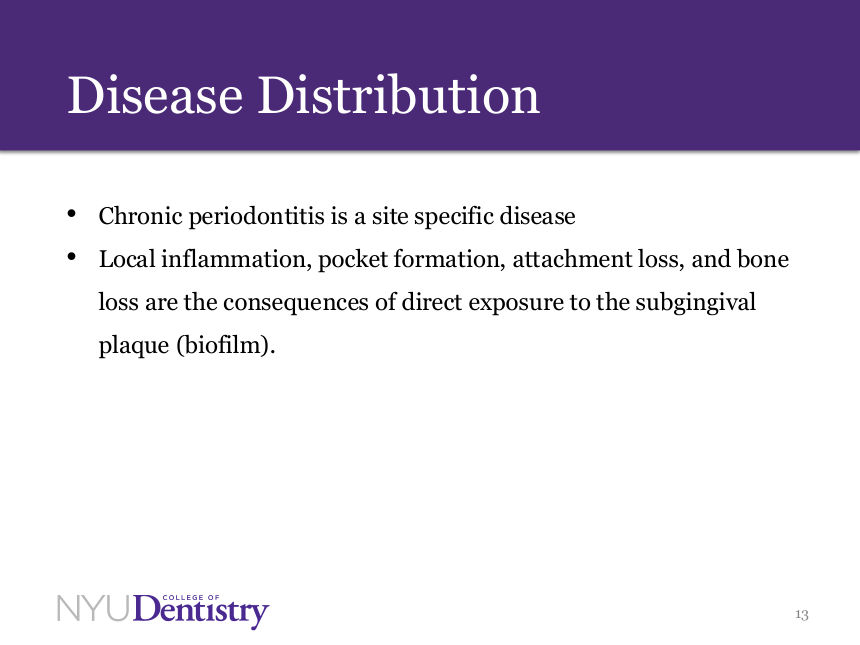 Disease Distribution
• Chronic periodontitis is a site specific disease
• Local inflammation, pocket formation, attachment loss, and bone
loss are the consequences of direct exposure to the subgingival
plaque (biofilm).
NYU COLLEGE OF Dentistry
13